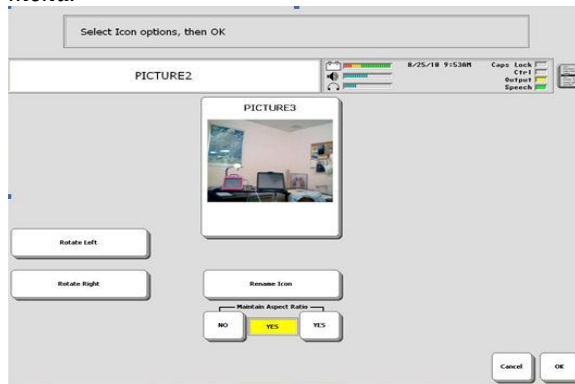 Select Icon options, then OK
PICTURE2
8/25/10 9:53AM
Caps Lock
Ctrl
Output
Speech
PICTURE3
Rotate Left
Rotate Right
Rename Icon
Maintain Aspect Ratio
NO
YES
YES
Cancel
OK